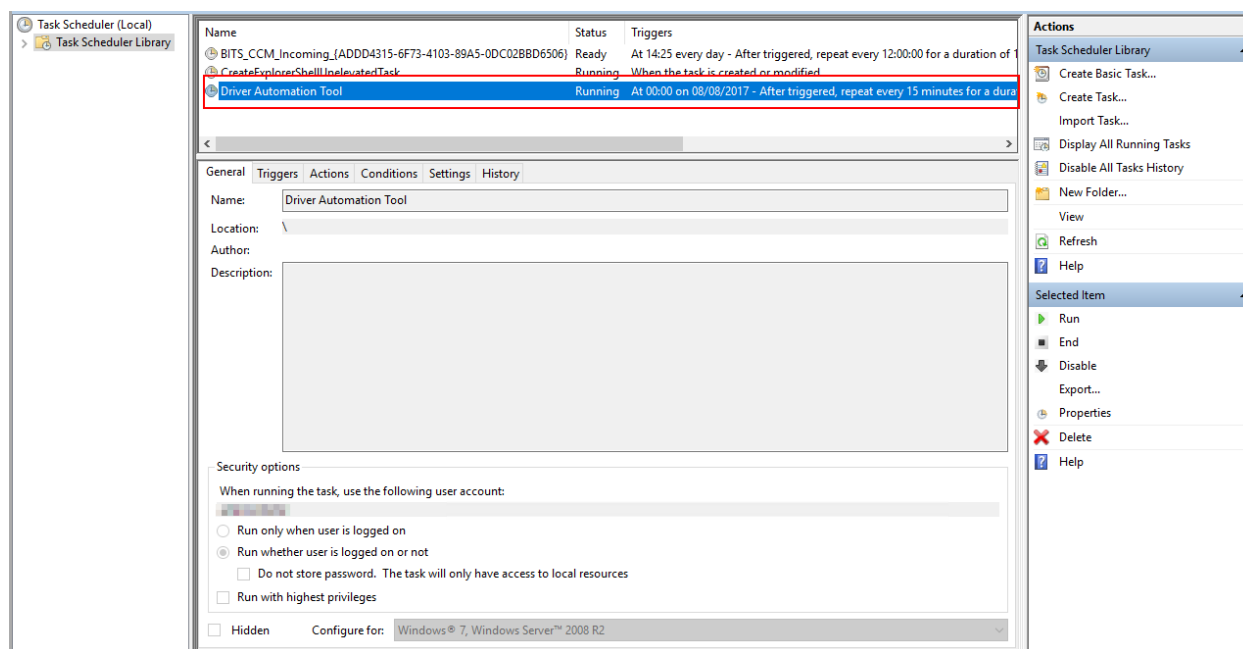 Task Scheduler (Local)
Task Scheduler Library
Name Status Triggers
BITS_CCM_Incoming_{ADDD4315-6F73-4103-89A5-0DC02BBD6506} Ready At 14:25 every day - After triggered, repeat every 12:00:00 for a duration of 1
CreateExplorerShellUnelevatedTask Running When the task is created or modified
Driver Automation Tool Running At 00:00 on 08/08/2017 - After triggered, repeat every 15 minutes for a dura
General Triggers Actions Conditions Settings History
Name: Driver Automation Tool
Location: \
Author:
Description:
Security options
When running the task, use the following user account:
Run only when user is logged on
Run whether user is logged on or not
Do not store password. The task will only have access to local resources
Run with highest privileges
Hidden Configure for: Windows® 7, Windows Server™ 2008 R2
Actions
Task Scheduler Library
Create Basic Task...
Create Task...
Import Task...
Display All Running Tasks
Disable All Tasks History
New Folder...
View
Refresh
Help
Selected Item
Run
End
Disable
Export...
Properties
Delete
Help